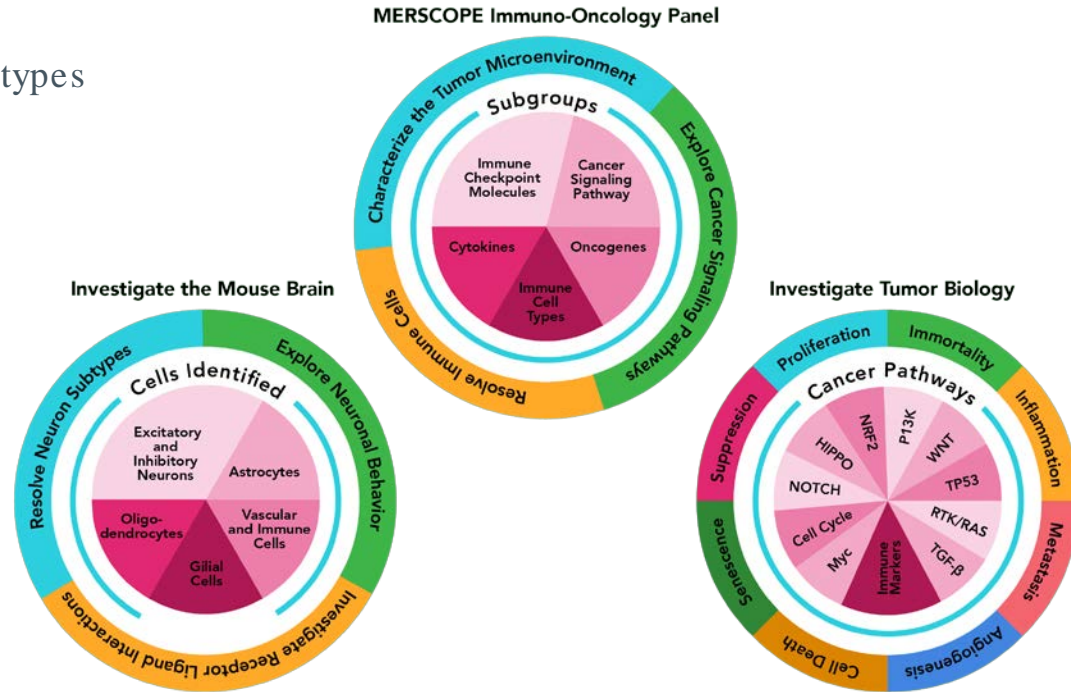 types
MERSCOPE Immuno-Oncology Panel
Characterize the Tumor Microenvironment
Explore Cancer Signaling Pathways
Resolve Immune Cells
Subgroups
Immune
Checkpoint
Molecules
Cancer
Signaling
Pathway
Cytokines
Oncogenes
Immune
Cell
Types
Investigate the Mouse Brain
Resolve Neuron Subtypes
Explore Neuronal Behavior
Investigate Receptor Ligand Interactions
Cells Identified
Excitatory
and
Inhibitory
Neurons
Astrocytes
Oligo-
dendrocytes
Vascular
and Immune
Cells
Gilial
Cells
Investigate Tumor Biology
Proliferation
Immortality
Inflammation
Metastasis
Angiogenesis
Cell Death
Senescence
Suppression
Cancer Pathways
NRF2
P13K
WNT
TP53
RTK/RAS
TGF-β
Immune
Markers
Myc
Cell Cycle
NOTCH
HIPPO